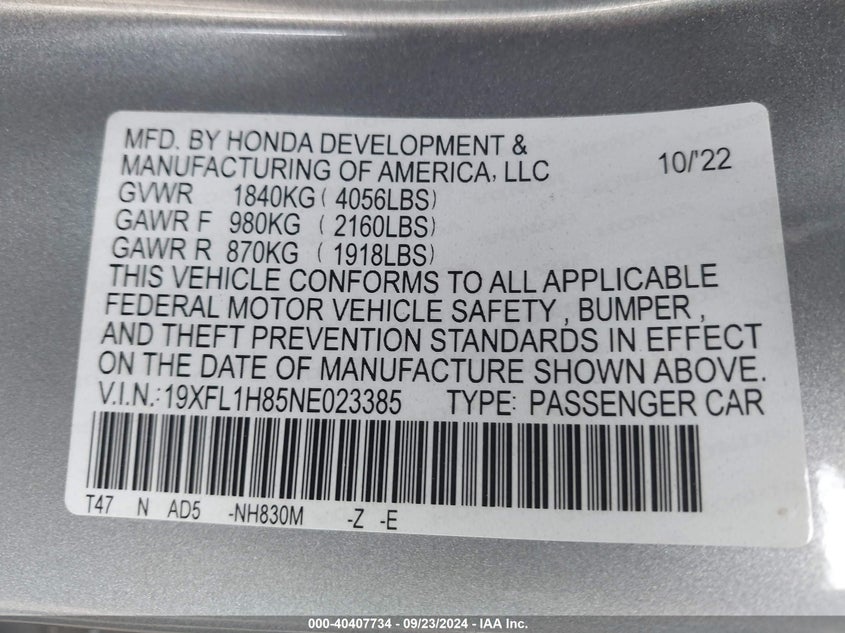 MFD. BY HONDA DEVELOPMENT &
MANUFACTURING OF AMERICA, LLC 10/'22
GVWR 1840KG ( 4056LBS)
GAWR F 980KG ( 2160LBS)
GAWR R 870KG ( 1918LBS)
THIS VEHICLE CONFORMS TO ALL APPLICABLE
FEDERAL MOTOR VEHICLE SAFETY , BUMPER ,
AND THEFT PREVENTION STANDARDS IN EFFECT
ON THE DATE OF MANUFACTURE SHOWN ABOVE.
V.I.N.: 19XFL1H85NE023385 TYPE: PASSENGER CAR
T47 N AD5 -NH830M -Z -E
000-40407734 - 09/23/2024 - IAA Inc.